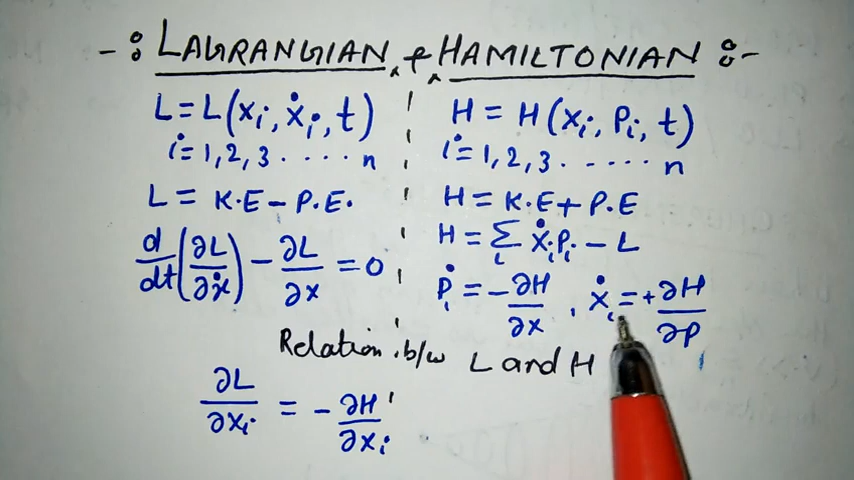 -: LAGRANGIAN & HAMILTONIAN :-
L = L(xᵢ, ẋᵢ, t)
i = 1, 2, 3 ..... n
L = K.E - P.E.
d/dt(∂L/∂ẋ) - ∂L/∂x = 0
H = H(xᵢ, Pᵢ, t)
i = 1, 2, 3 ...... n
H = K.E + P.E
H = Σᵢ ẋᵢPᵢ - L
Ṗᵢ = -∂H/∂x , ẋᵢ = +∂H/∂P
Relation b/w L and H
∂L/∂xᵢ = -∂H/∂xᵢ